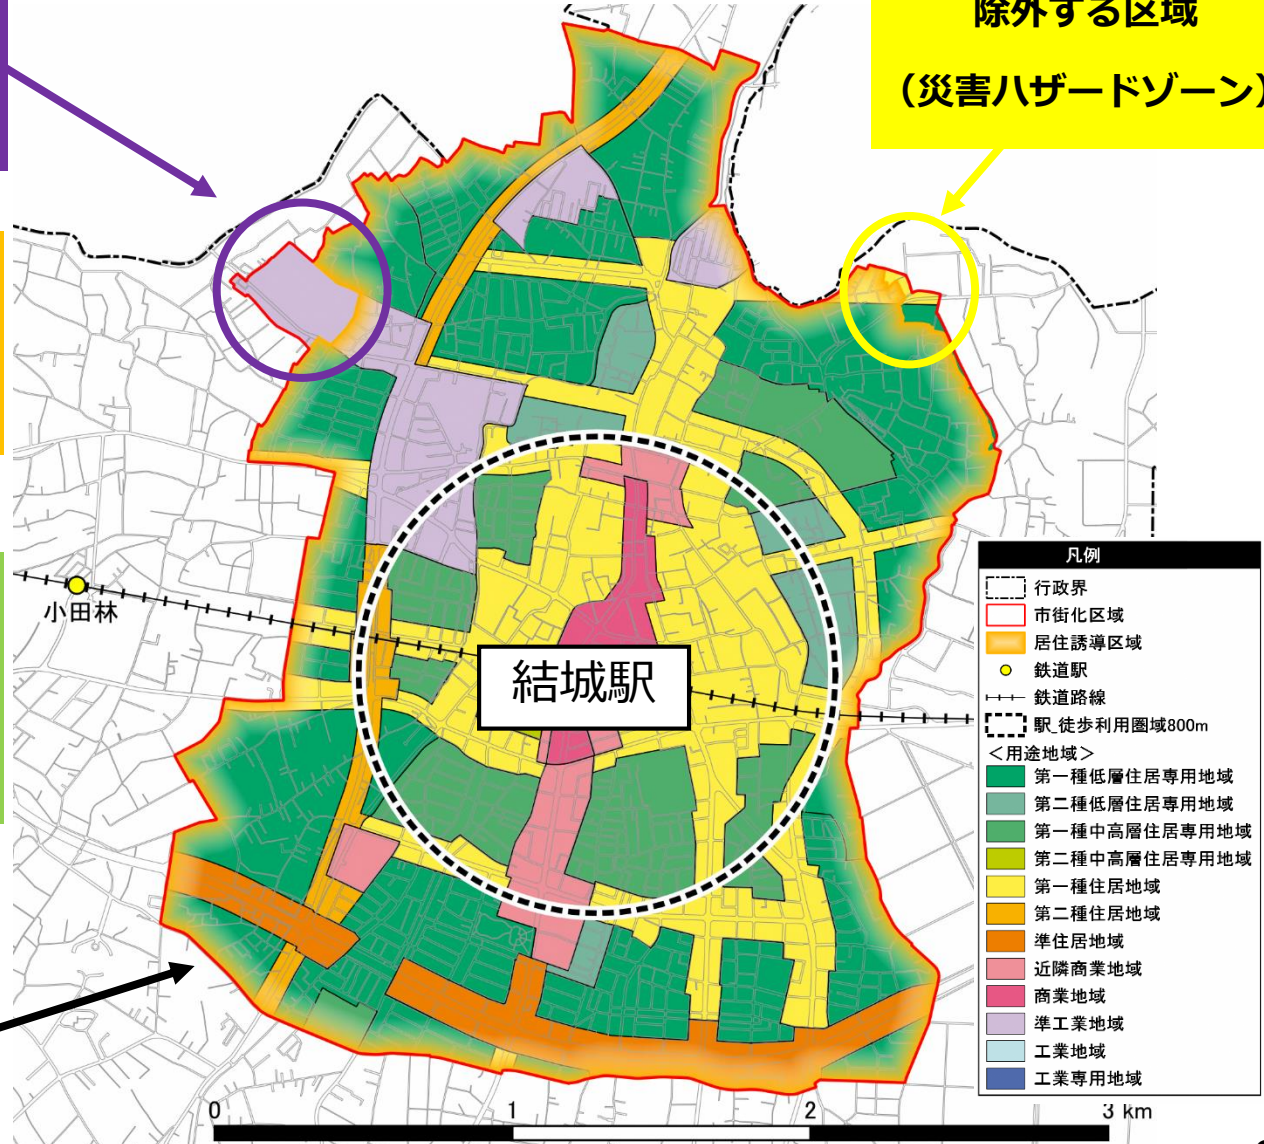 除外する区域
（災害ハザードゾーン）
小田林
結城駅
凡例
行政界
市街化区域
居住誘導区域
鉄道駅
鉄道路線
駅_徒歩利用圏域800m
＜用途地域＞
第一種低層住居専用地域
第二種低層住居専用地域
第一種中高層住居専用地域
第二種中高層住居専用地域
第一種住居地域
第二種住居地域
準住居地域
近隣商業地域
商業地域
準工業地域
工業地域
工業専用地域
0 1 2 3 km